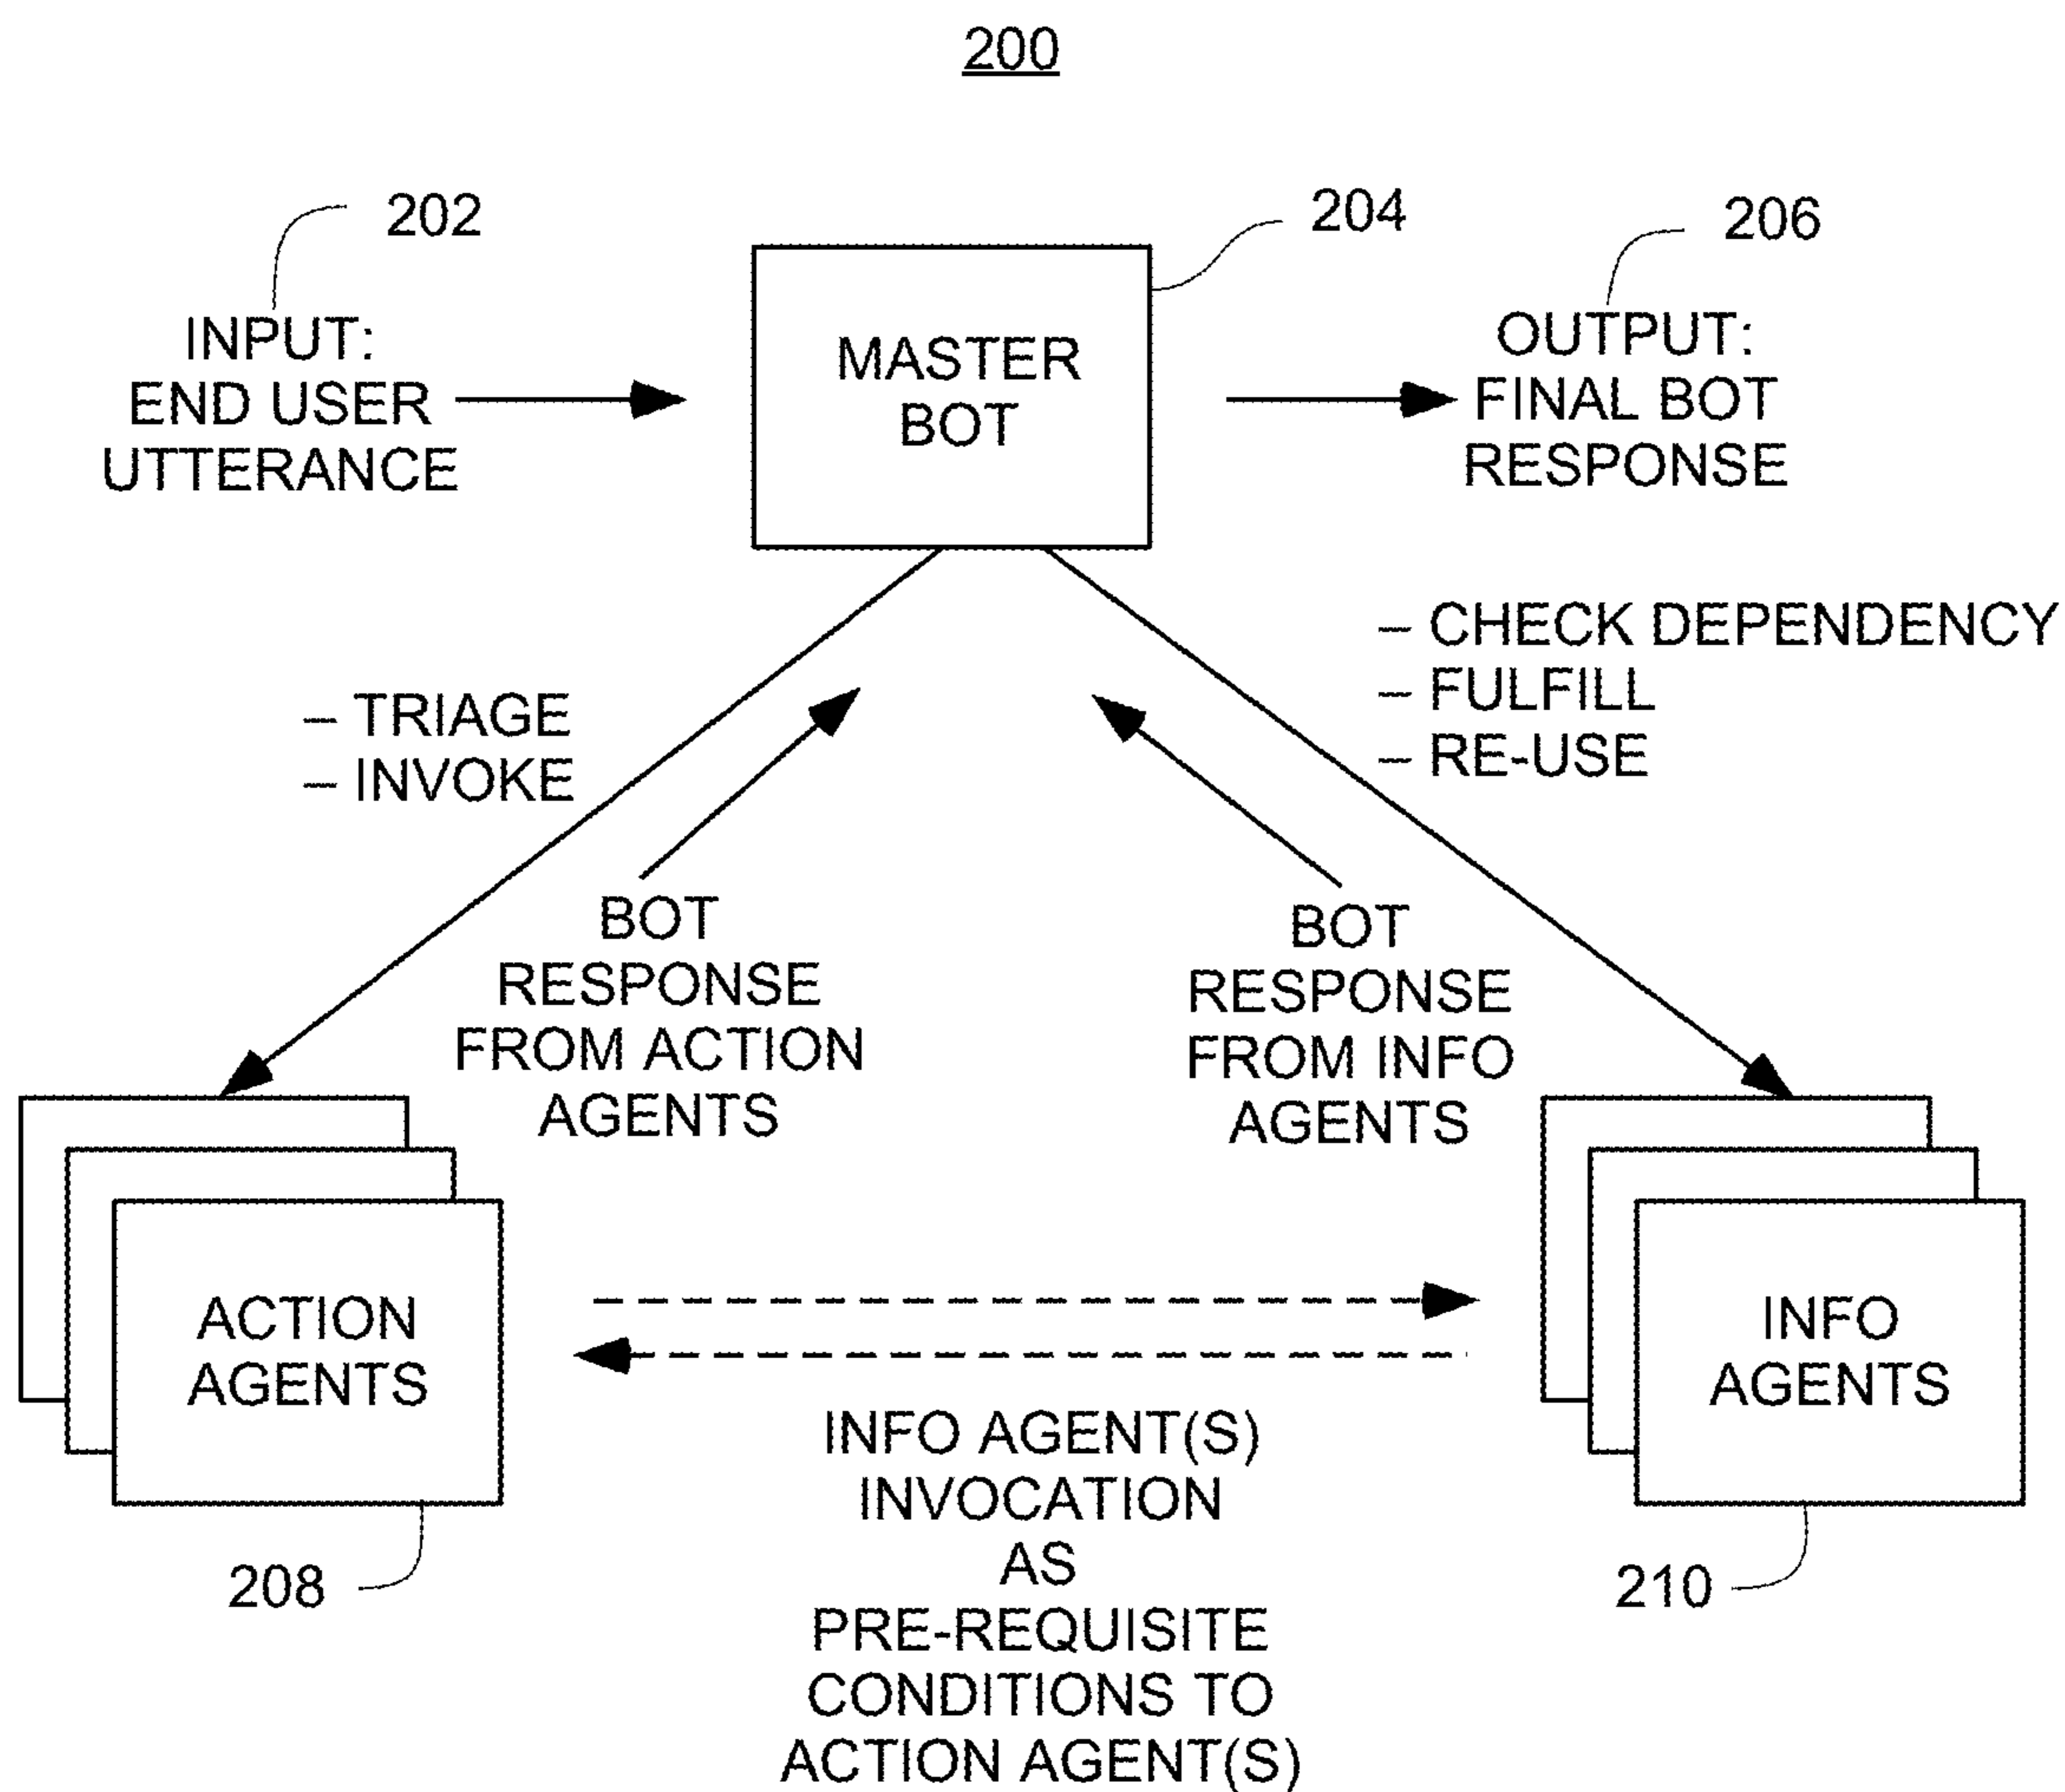 200
202
204
206
INPUT:
END USER
UTTERANCE
MASTER
BOT
OUTPUT:
FINAL BOT
RESPONSE
– TRIAGE
– INVOKE
– CHECK DEPENDENCY
– FULFILL
– RE-USE
BOT
RESPONSE
FROM ACTION
AGENTS
BOT
RESPONSE
FROM INFO
AGENTS
ACTION
AGENTS
INFO
AGENTS
INFO AGENT(S)
INVOCATION
AS
PRE-REQUISITE
CONDITIONS TO
ACTION AGENT(S)
208
210